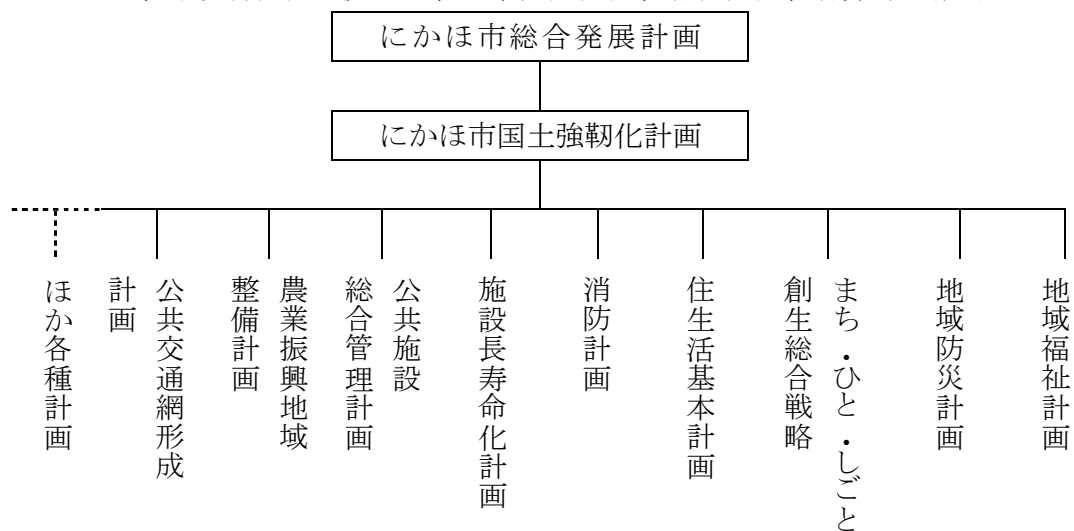 にかほ市総合発展計画
にかほ市国土強靭化計画
地域福祉計画
地域防災計画
まち・ひと・しごと
創生総合戦略
住生活基本計画
消防計画
施設長寿命化計画
公共施設
総合管理計画
農業振興地域
整備計画
公共交通網形成
計画
ほか各種計画